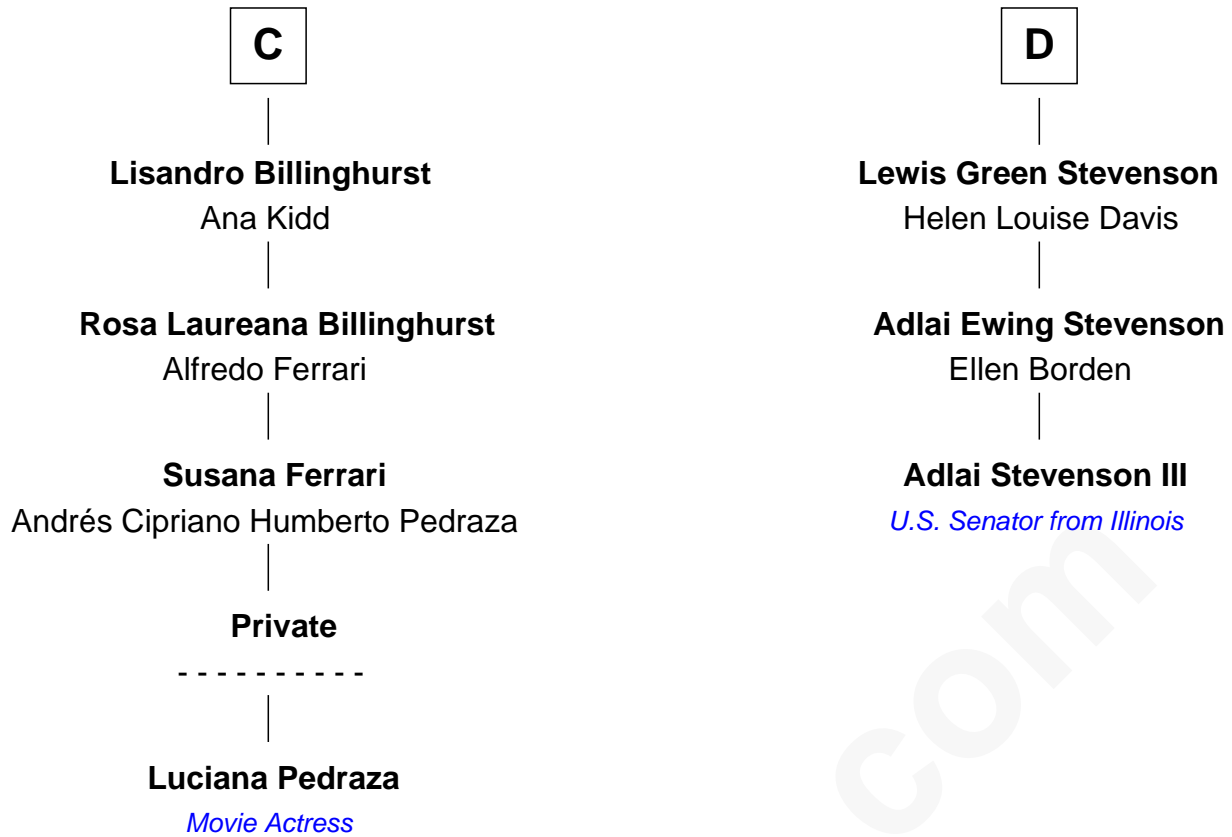 C
Lisandro Billinghurst
Ana Kidd
Rosa Laureana Billinghurst
Alfredo Ferrari
Susana Ferrari
Andrés Cipriano Humberto Pedraza
Private
- - - - - - - - - -
Luciana Pedraza
Movie Actress
D
Lewis Green Stevenson
Helen Louise Davis
Adlai Ewing Stevenson
Ellen Borden
Adlai Stevenson III
U.S. Senator from Illinois
com